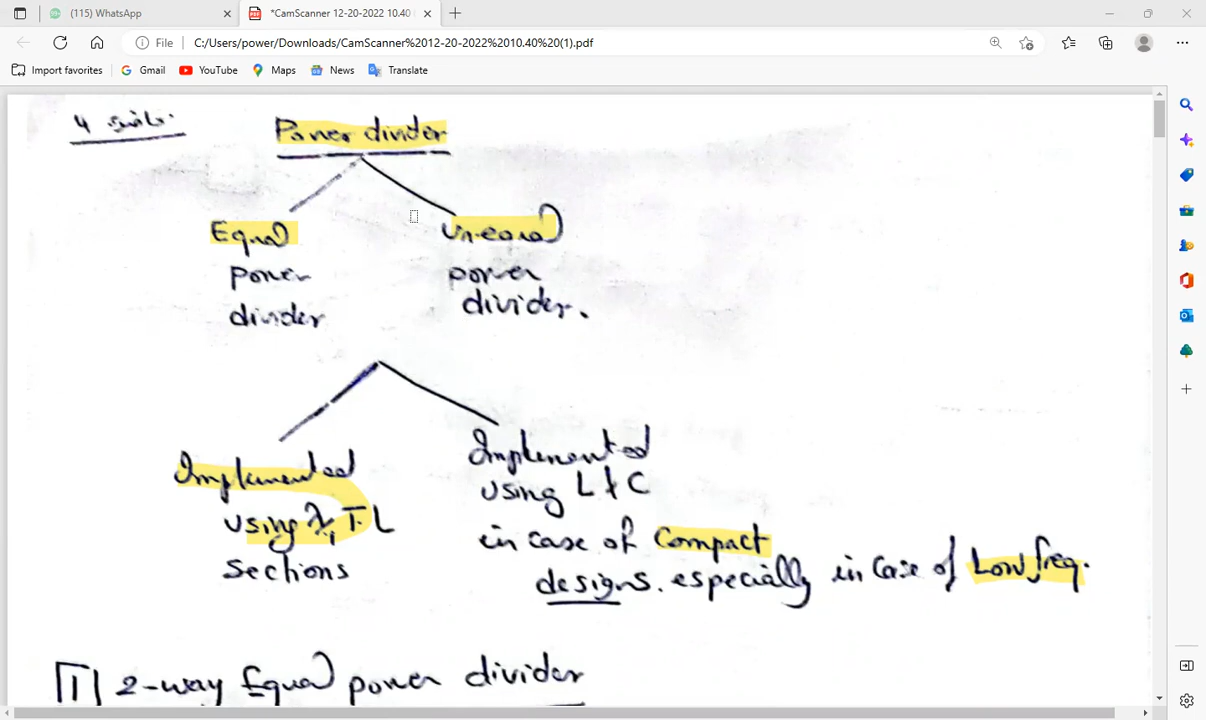 (115) WhatsApp
*CamScanner 12-20-2022 10.40
File C:/Users/power/Downloads/CamScanner%2012-20-2022%2010.40%20(1).pdf
Import favorites Gmail YouTube Maps News Translate
4
Power divider
Equal
power
divider
Un-equal
power
divider.
Implemented
using λ/4 T.L
sections
Implemented
using L & C
in case of Compact
designs. especially in case of Low freq.
1 2-way Equal power divider